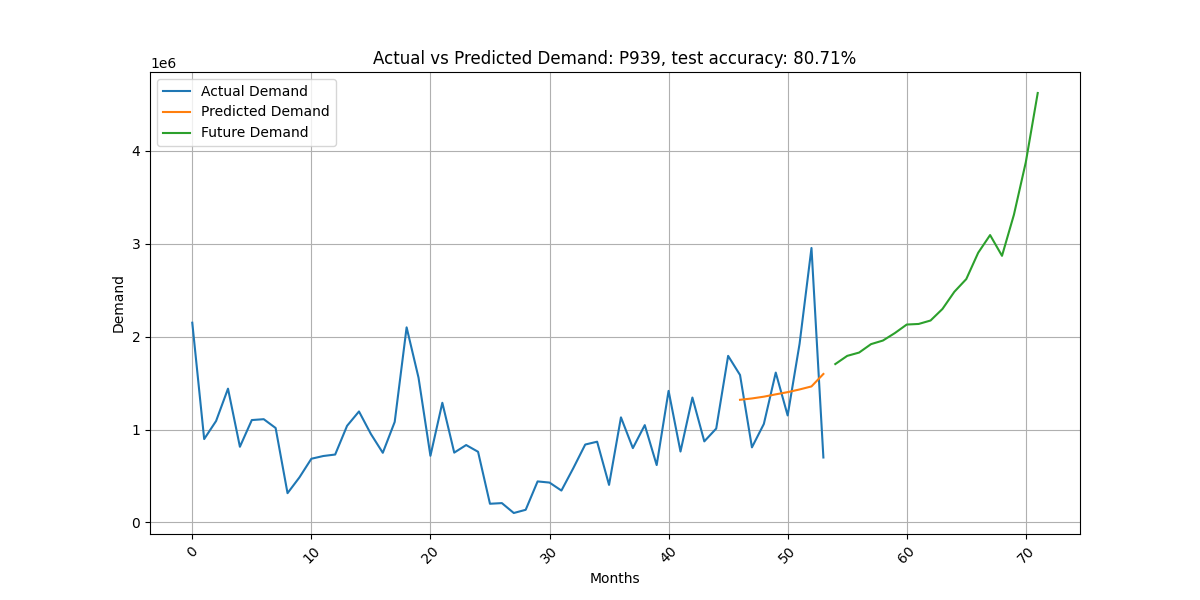 Actual vs Predicted Demand: P939, test accuracy: 80.71%
1e6
Actual Demand
Predicted Demand
Future Demand
4
3
2
1
0
Demand
0 10 20 30 40 50 60 70
Months